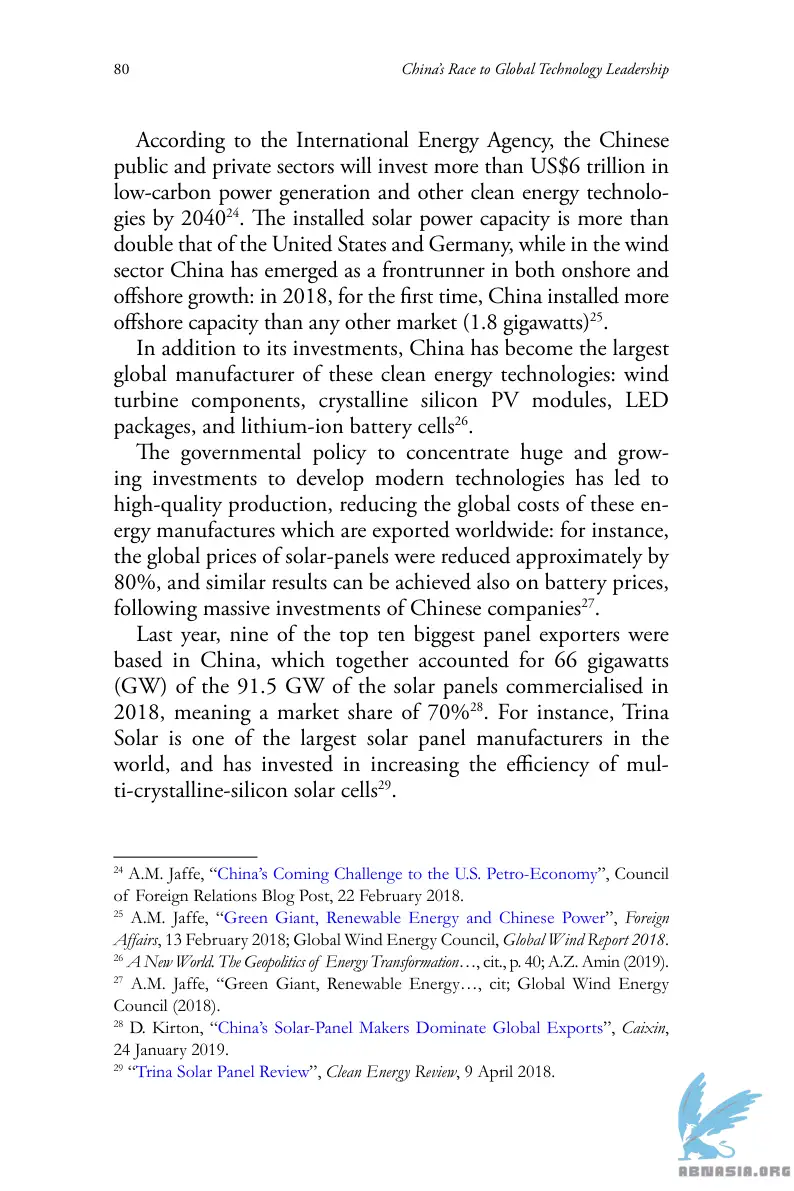 80
China's Race to Global Technology Leadership
According to the International Energy Agency, the Chinese
public and private sectors will invest more than US$6 trillion in
low-carbon power generation and other clean energy technolo-
gies by 2040²⁴. The installed solar power capacity is more than
double that of the United States and Germany, while in the wind
sector China has emerged as a frontrunner in both onshore and
offshore growth: in 2018, for the first time, China installed more
offshore capacity than any other market (1.8 gigawatts)²⁵.
In addition to its investments, China has become the largest
global manufacturer of these clean energy technologies: wind
turbine components, crystalline silicon PV modules, LED
packages, and lithium-ion battery cells²⁶.
The governmental policy to concentrate huge and grow-
ing investments to develop modern technologies has led to
high-quality production, reducing the global costs of these en-
ergy manufactures which are exported worldwide: for instance,
the global prices of solar-panels were reduced approximately by
80%, and similar results can be achieved also on battery prices,
following massive investments of Chinese companies²⁷.
Last year, nine of the top ten biggest panel exporters were
based in China, which together accounted for 66 gigawatts
(GW) of the 91.5 GW of the solar panels commercialised in
2018, meaning a market share of 70%²⁸. For instance, Trina
Solar is one of the largest solar panel manufacturers in the
world, and has invested in increasing the efficiency of mul-
ti-crystalline-silicon solar cells²⁹.
²⁴ A.M. Jaffe, “China's Coming Challenge to the U.S. Petro-Economy”, Council
of Foreign Relations Blog Post, 22 February 2018.
²⁵ A.M. Jaffe, “Green Giant, Renewable Energy and Chinese Power”, Foreign
Affairs, 13 February 2018; Global Wind Energy Council, Global Wind Report 2018.
²⁶ A New World. The Geopolitics of Energy Transformation…, cit., p. 40; A.Z. Amin (2019).
²⁷ A.M. Jaffe, “Green Giant, Renewable Energy…, cit; Global Wind Energy
Council (2018).
²⁸ D. Kirton, “China's Solar-Panel Makers Dominate Global Exports”, Caixin,
24 January 2019.
²⁹ “Trina Solar Panel Review”, Clean Energy Review, 9 April 2018.
ABNASIA.ORG